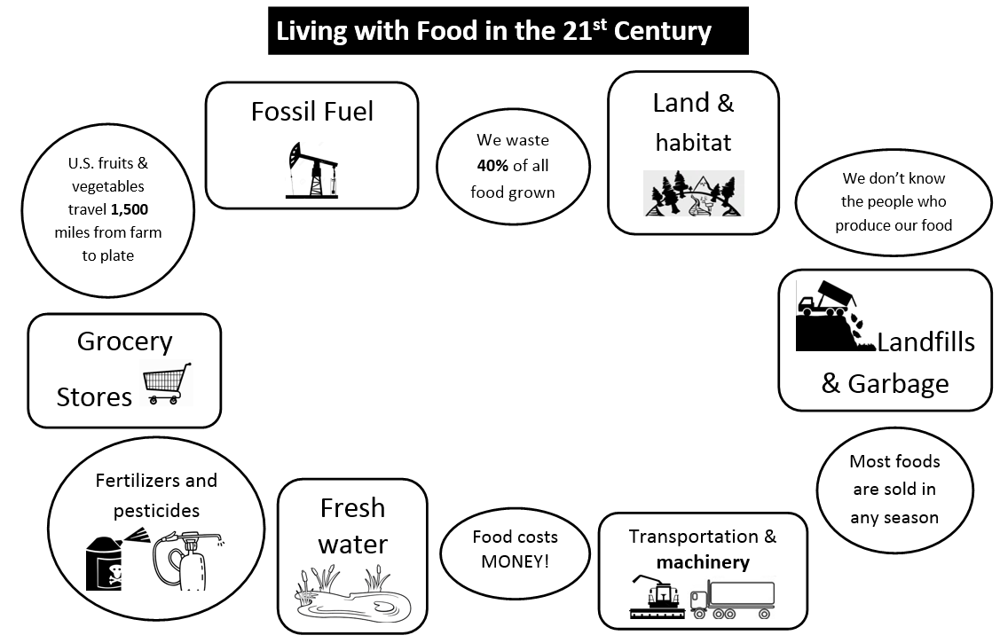 Living with Food in the 21st Century
Fossil Fuel
We waste
40% of all
food grown
Land &
habitat
U.S. fruits &
vegetables
travel 1,500
miles from farm
to plate
We don't know
the people who
produce our food
Grocery
Stores
Landfills
& Garbage
Fertilizers and
pesticides
Fresh
water
Food costs
MONEY!
Transportation &
machinery
Most foods
are sold in
any season